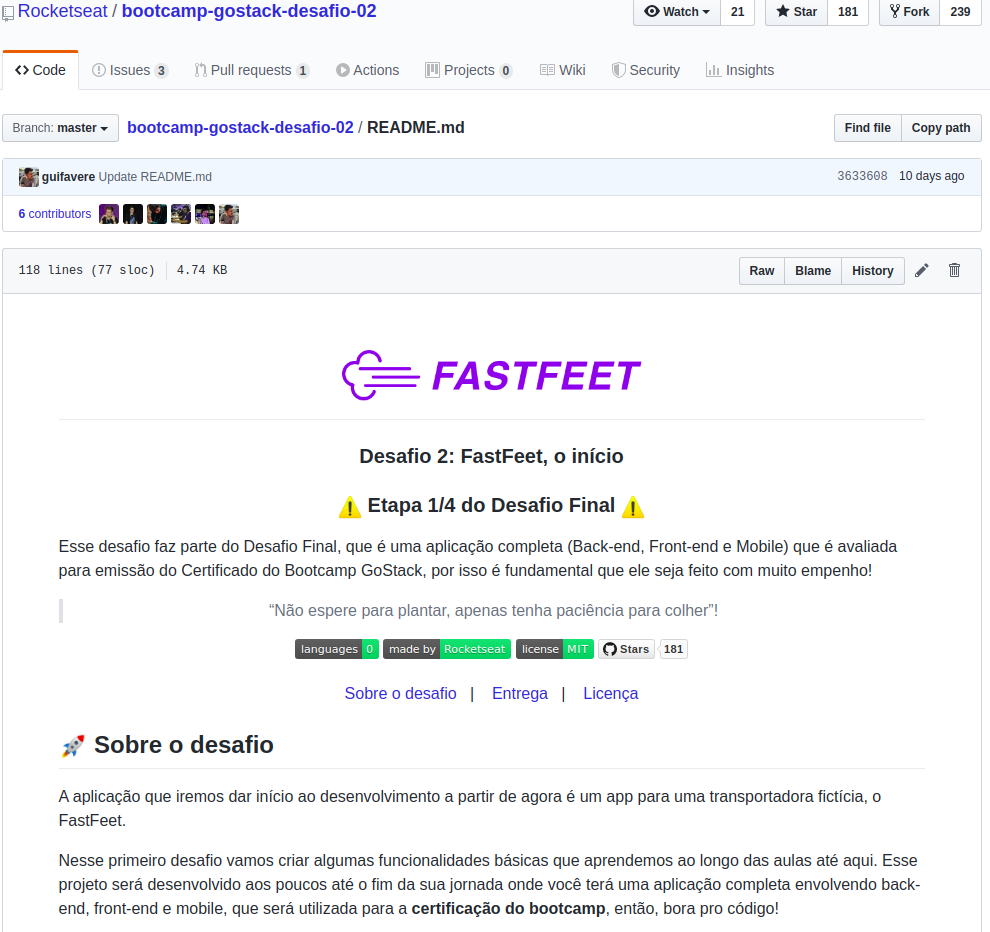 Rocketseat / bootcamp-gostack-desafio-02 Watch 21 Star 181 Fork 239
Code Issues 3 Pull requests 1 Actions Projects 0 Wiki Security Insights
Branch: master bootcamp-gostack-desafio-02 / README.md Find file Copy path
guifavere Update README.md 3633608 10 days ago
6 contributors
118 lines (77 sloc) 4.74 KB Raw Blame History
FASTFEET
Desafio 2: FastFeet, o início
⚠️ Etapa 1/4 do Desafio Final ⚠️
Esse desafio faz parte do Desafio Final, que é uma aplicação completa (Back-end, Front-end e Mobile) que é avaliada
para emissão do Certificado do Bootcamp GoStack, por isso é fundamental que ele seja feito com muito empenho!
“Não espere para plantar, apenas tenha paciência para colher”!
languages 0 made by Rocketseat license MIT Stars 181
Sobre o desafio | Entrega | Licença
🚀 Sobre o desafio
A aplicação que iremos dar início ao desenvolvimento a partir de agora é um app para uma transportadora fictícia, o
FastFeet.
Nesse primeiro desafio vamos criar algumas funcionalidades básicas que aprendemos ao longo das aulas até aqui. Esse
projeto será desenvolvido aos poucos até o fim da sua jornada onde você terá uma aplicação completa envolvendo back-
end, front-end e mobile, que será utilizada para a certificação do bootcamp, então, bora pro código!